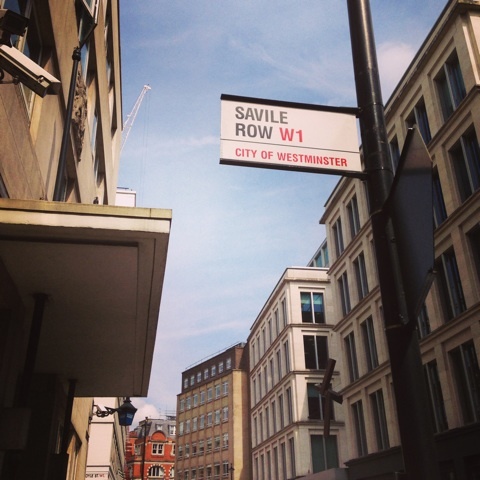 SAVILE
ROW W1
CITY OF WESTMINSTER